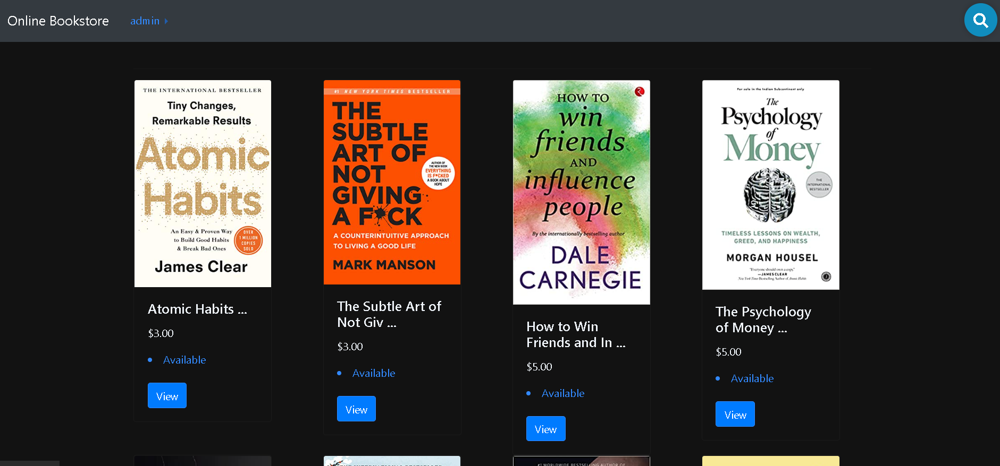 Online Bookstore
admin
THE INTERNATIONAL BESTSELLER
Tiny Changes,
Remarkable Results
Atomic
Habits
An Easy & Proven Way
to Build Good Habits
& Break Bad Ones
OVER
1 MILLION
COPIES
SOLD
James Clear
Atomic Habits ...
$3.00
Available
View
#1 NEW YORK TIMES BESTSELLER
THE
SUBTLE
ART OF
NOT
GIVING
A F*CK
AUTHOR OF
THE NEW BOOK
EVERYTHING
IS F*CKED
A BOOK ABOUT
HOPE
A COUNTERINTUITIVE APPROACH
TO LIVING A GOOD LIFE
MARK MANSON
The Subtle Art of
Not Giv ...
$3.00
Available
View
HOW TO
win
friends
AND
influence
people
By the internationally bestselling author
DALE
CARNEGIE
How to Win
Friends and In ...
$5.00
Available
View
For sale in the Indian Subcontinent only
The
Psychology
of
Money
THE
INTERNATIONAL
BESTSELLER
TIMELESS LESSONS ON WEALTH,
GREED, AND HAPPINESS
MORGAN HOUSEL
"Everyone should own a copy."
—JAMES CLEAR
New York Times Bestselling Author of Atomic Habits
The Psychology
of Money ...
$5.00
Available
View
THE INTERNATIONAL BESTSELLER
#1 WORLDWIDE BESTSELLING AUTHOR OF